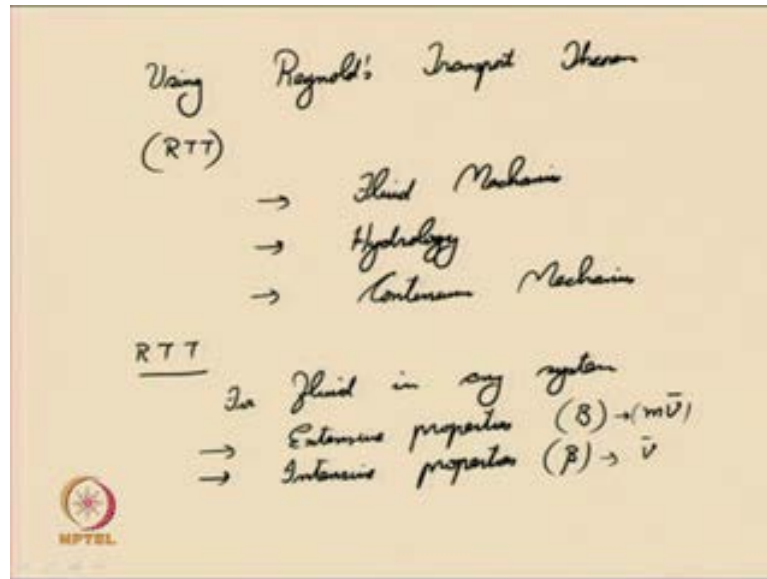 Using Reynold's Transport Theorem
(RTT)
→ Fluid Mechanics
→ Hydrology
→ Continuum Mechanics
RTT
For fluid in any system
→ Extensive properties (B) → (mv̄)
→ Intensive properties (β) → v̄
NPTEL